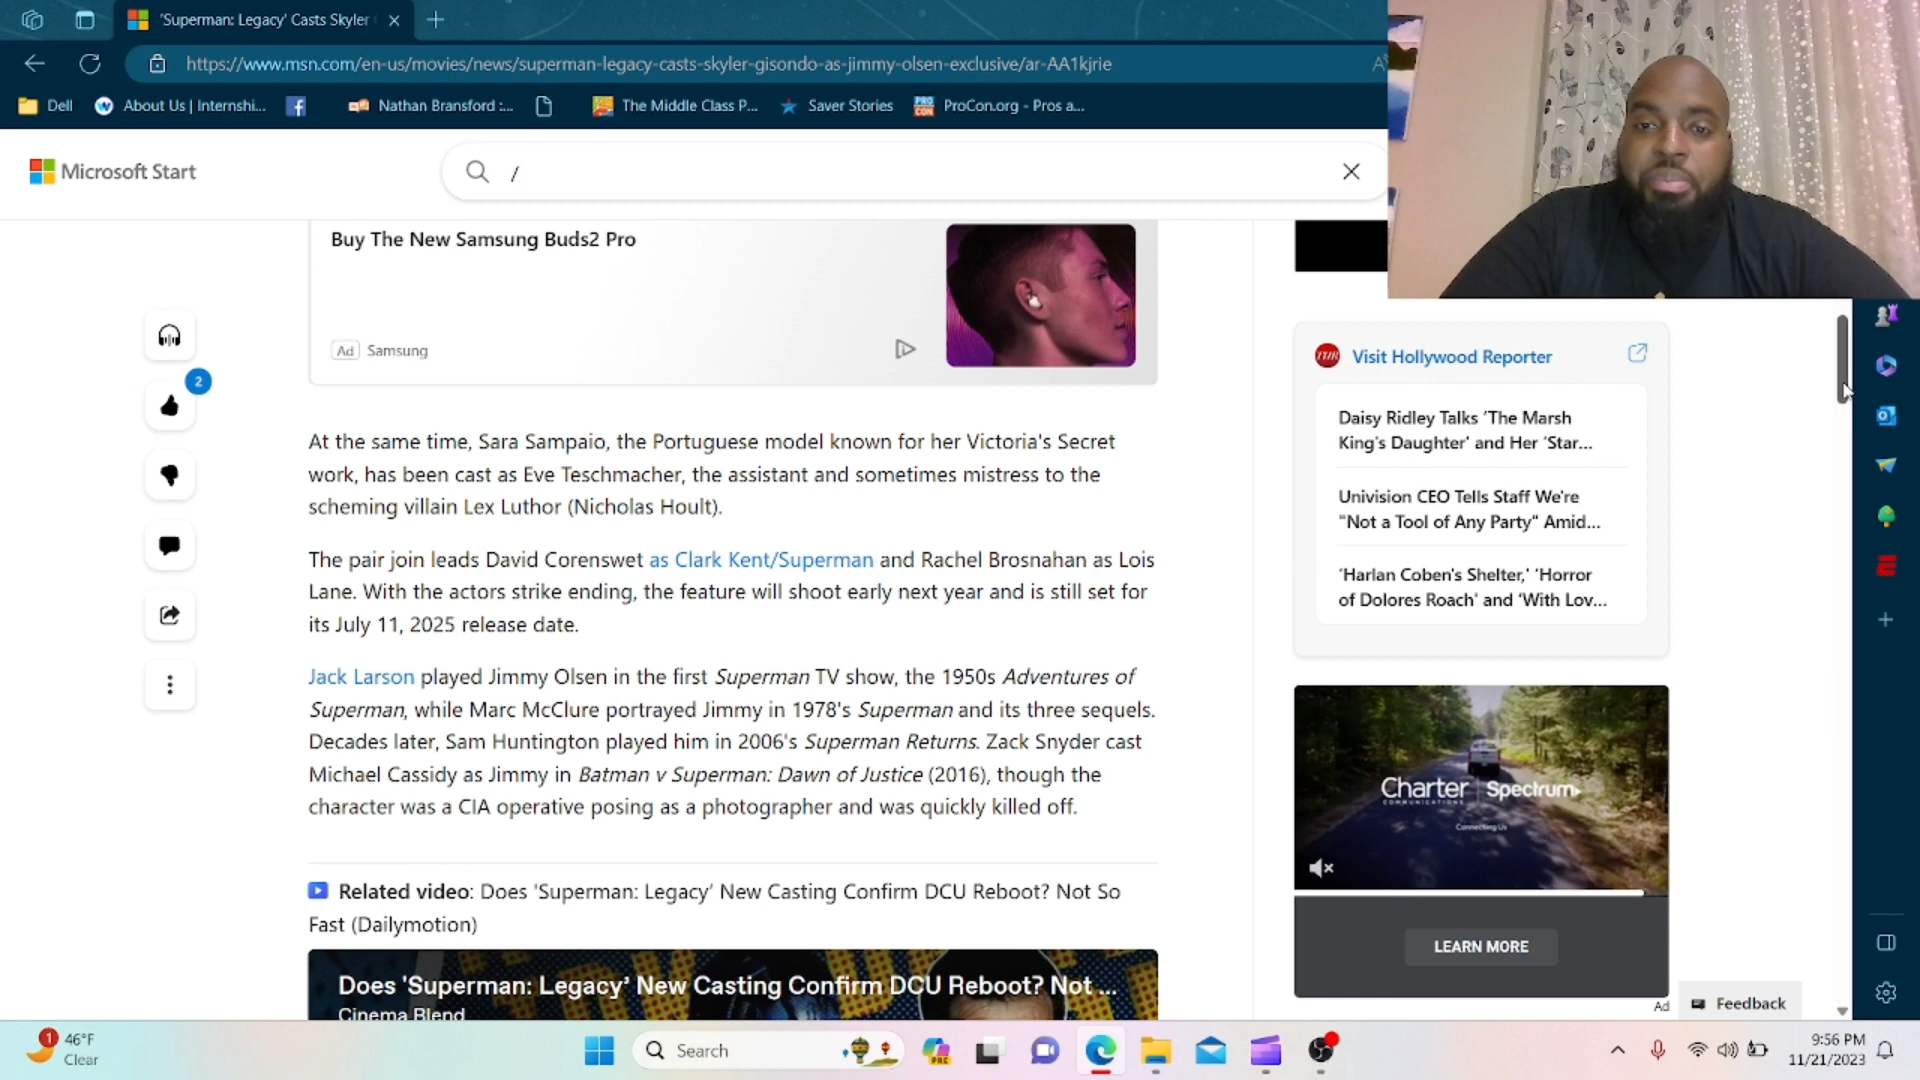 'Superman: Legacy' Casts Skyler
https://www.msn.com/en-us/movies/news/superman-legacy-casts-skyler-gisondo-as-jimmy-olsen-exclusive/ar-AA1kjrie
Dell
About Us | Internshi...
Nathan Bransford :...
The Middle Class P...
Saver Stories
ProCon.org - Pros a...
Microsoft Start
/
Buy The New Samsung Buds2 Pro
Ad Samsung
2
At the same time, Sara Sampaio, the Portuguese model known for her Victoria's Secret
work, has been cast as Eve Teschmacher, the assistant and sometimes mistress to the
scheming villain Lex Luthor (Nicholas Hoult).
The pair join leads David Corenswet as Clark Kent/Superman and Rachel Brosnahan as Lois
Lane. With the actors strike ending, the feature will shoot early next year and is still set for
its July 11, 2025 release date.
Jack Larson played Jimmy Olsen in the first Superman TV show, the 1950s Adventures of
Superman, while Marc McClure portrayed Jimmy in 1978's Superman and its three sequels.
Decades later, Sam Huntington played him in 2006's Superman Returns. Zack Snyder cast
Michael Cassidy as Jimmy in Batman v Superman: Dawn of Justice (2016), though the
character was a CIA operative posing as a photographer and was quickly killed off.
Related video: Does 'Superman: Legacy' New Casting Confirm DCU Reboot? Not So
Fast (Dailymotion)
Does 'Superman: Legacy' New Casting Confirm DCU Reboot? Not ...
Cinema Blend
THR Visit Hollywood Reporter
Daisy Ridley Talks 'The Marsh
King's Daughter' and Her 'Star...
Univision CEO Tells Staff We're
"Not a Tool of Any Party" Amid...
'Harlan Coben's Shelter,' 'Horror
of Dolores Roach' and 'With Lov...
Charter Spectrum
COMMUNICATIONS
Connecting Us
LEARN MORE
Ad
Feedback
1
46°F
Clear
Search
PRE
9:56 PM
11/21/2023